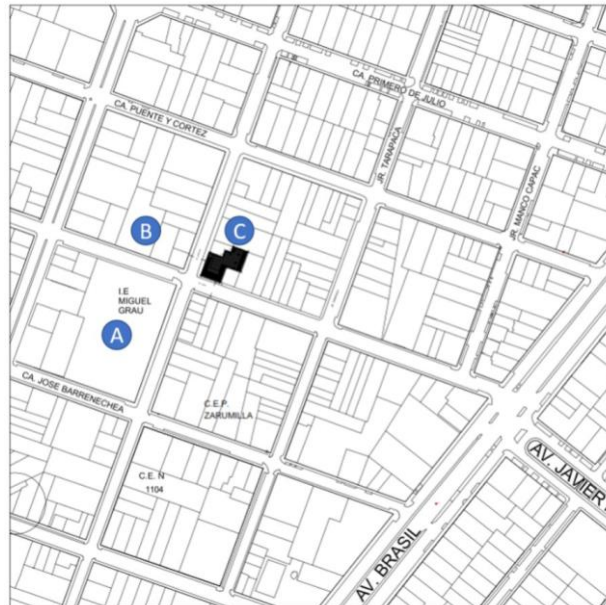 CA. PRIMERO DE JULIO
CA. PUENTE Y CORTEZ
JR. TARAPACA
JR. MANCO CAPAC
B
C
I.E
MIGUEL
GRAU
A
CA. JOSE BARRENECHEA
C.E.P.
ZARUMILLA
C.E. N
1104
AV. JAVIER
AV. BRASIL